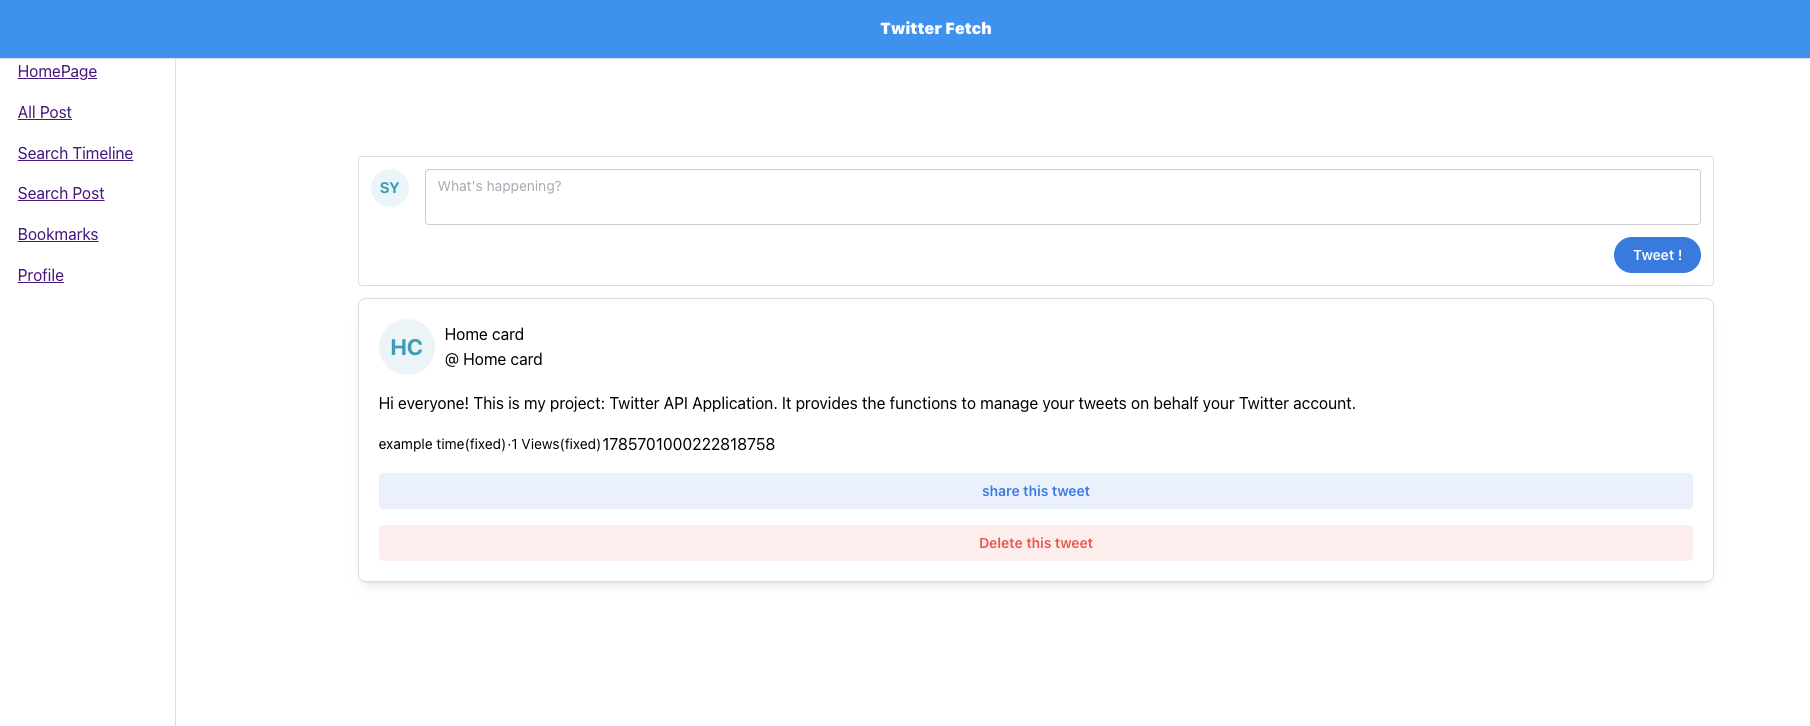 Twitter Fetch
HomePage
All Post
Search Timeline
Search Post
Bookmarks
Profile
SY
What's happening?
Tweet !
HC
Home card
@ Home card
Hi everyone! This is my project: Twitter API Application. It provides the functions to manage your tweets on behalf your Twitter account.
example time(fixed)·1 Views(fixed)1785701000222818758
share this tweet
Delete this tweet